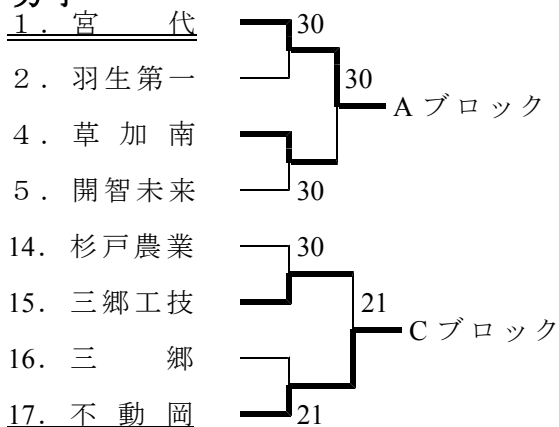 1. 宮 代 30
2. 羽生第一
30
Aブロック
4. 草 加 南
5. 開智未来 30
14. 杉戸農業 30
15. 三郷工技
21
Cブロック
16. 三 郷
17. 不 動 岡 21